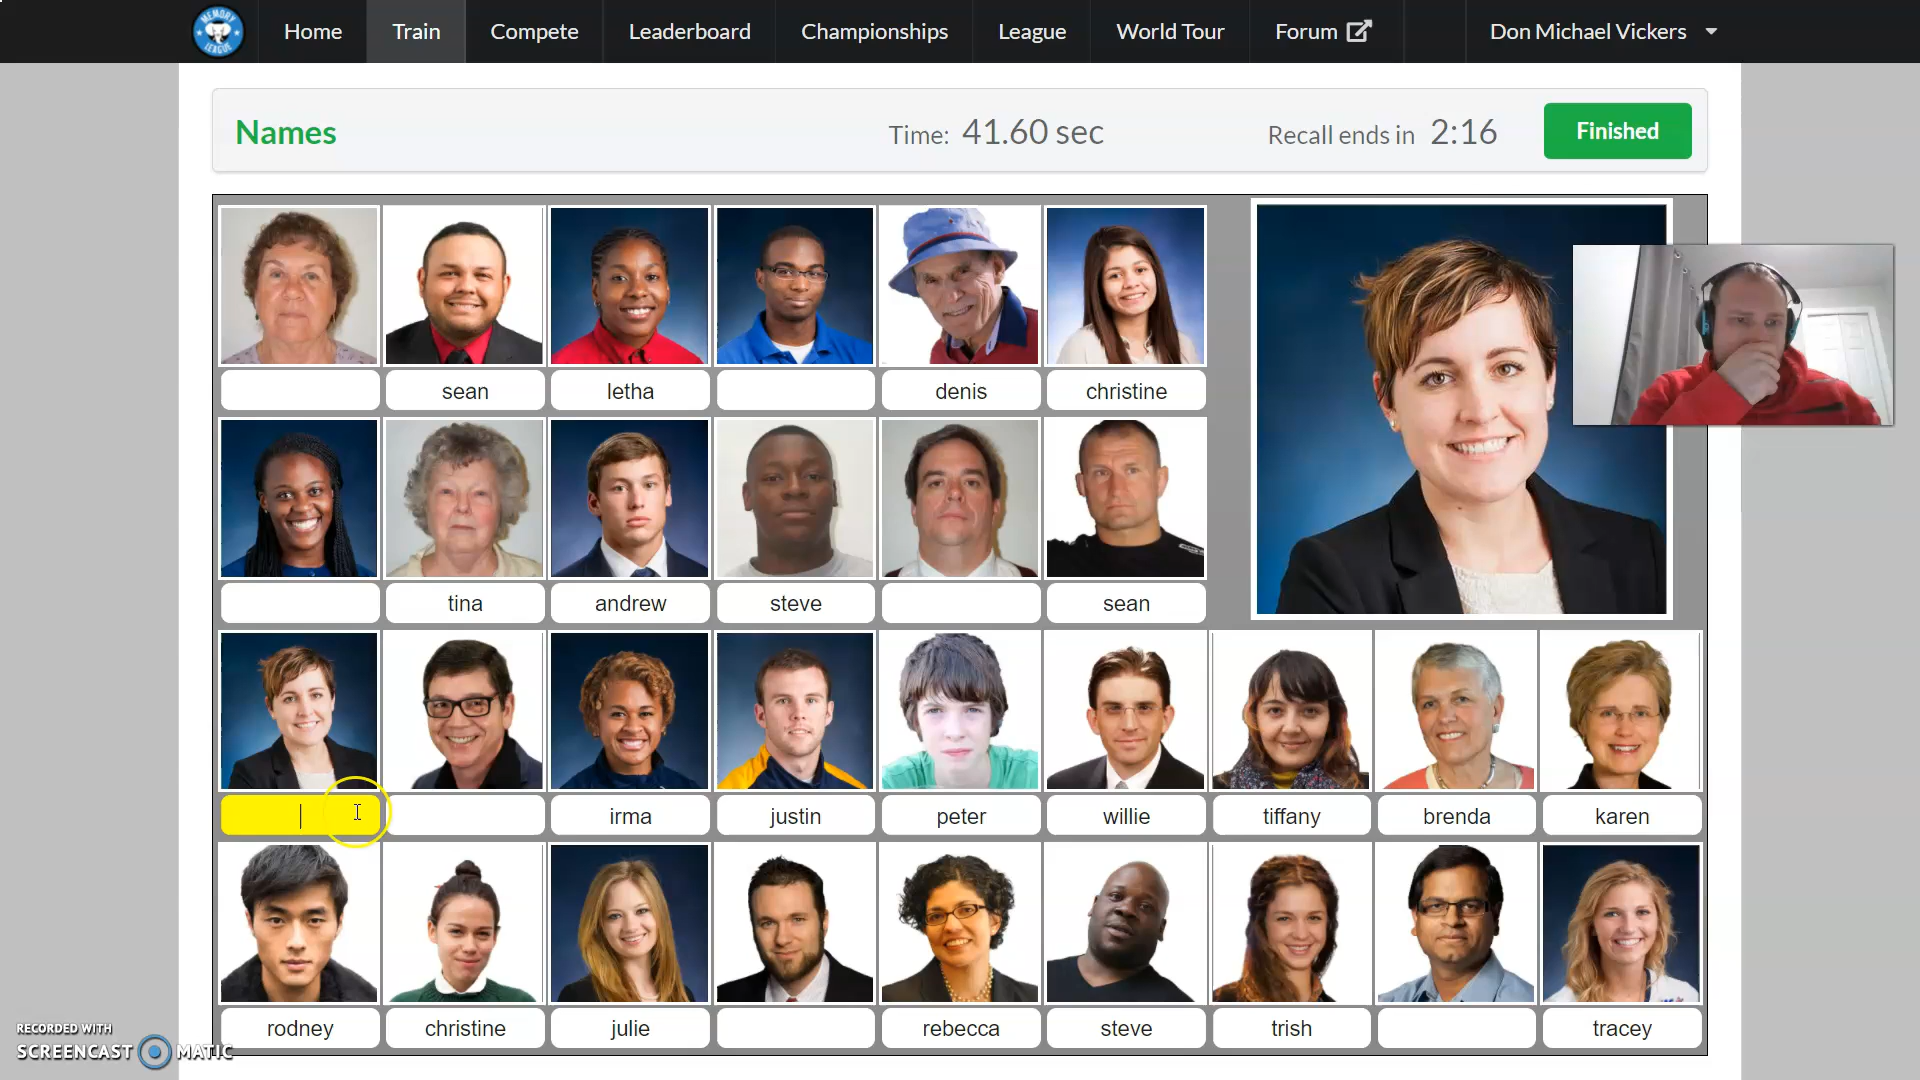 MEMORY LEAGUE Home Train Compete Leaderboard Championships League World Tour Forum Don Michael Vickers
Names Time: 41.60 sec Recall ends in 2:16 Finished
sean letha denis christine
tina andrew steve sean
irma justin peter willie tiffany brenda karen
rodney christine julie rebecca steve trish tracey
RECORDED WITH
SCREENCAST MATIC